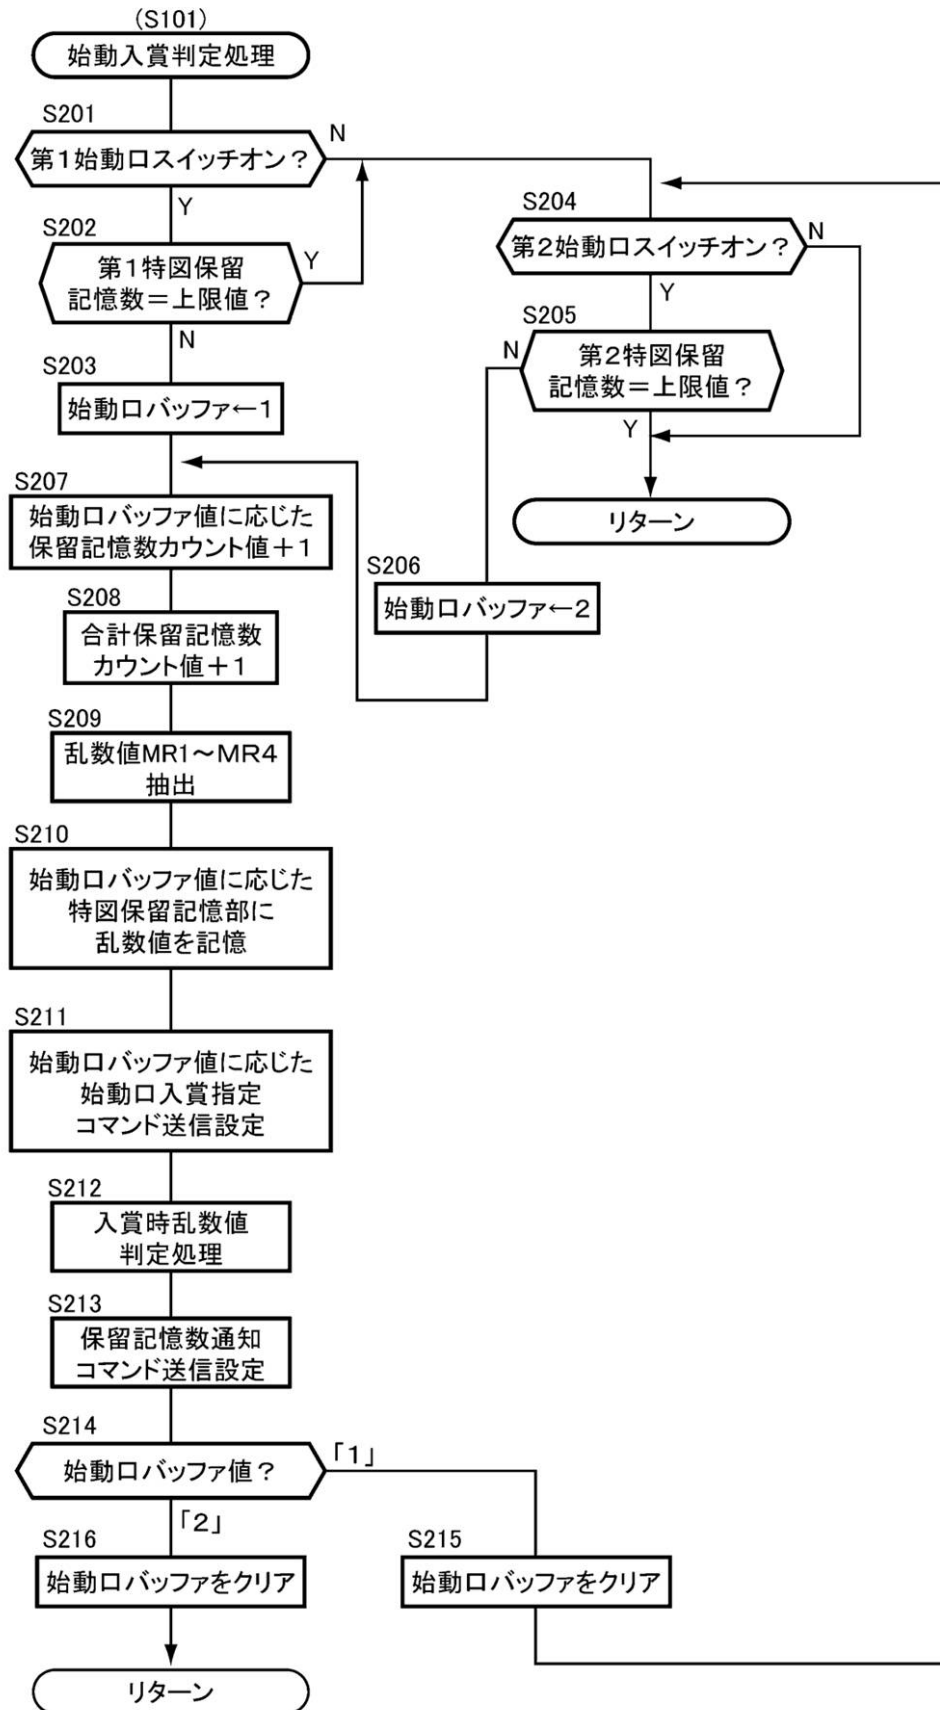 (S101)
始動入賞判定処理
S201
第1始動口スイッチオン?
N
Y
S202
第1特図保留
記憶数=上限値?
Y
N
S203
始動口バッファ←1
S204
第2始動口スイッチオン?
N
Y
S205
第2特図保留
記憶数=上限値?
N
Y
リターン
S206
始動口バッファ←2
S207
始動口バッファ値に応じた
保留記憶数カウント値+1
S208
合計保留記憶数
カウント値+1
S209
乱数値MR1~MR4
抽出
S210
始動口バッファ値に応じた
特図保留記憶部に
乱数値を記憶
S211
始動口バッファ値に応じた
始動口入賞指定
コマンド送信設定
S212
入賞時乱数値
判定処理
S213
保留記憶数通知
コマンド送信設定
S214
始動口バッファ値?
「1」
「2」
S216
始動口バッファをクリア
S215
始動口バッファをクリア
リターン